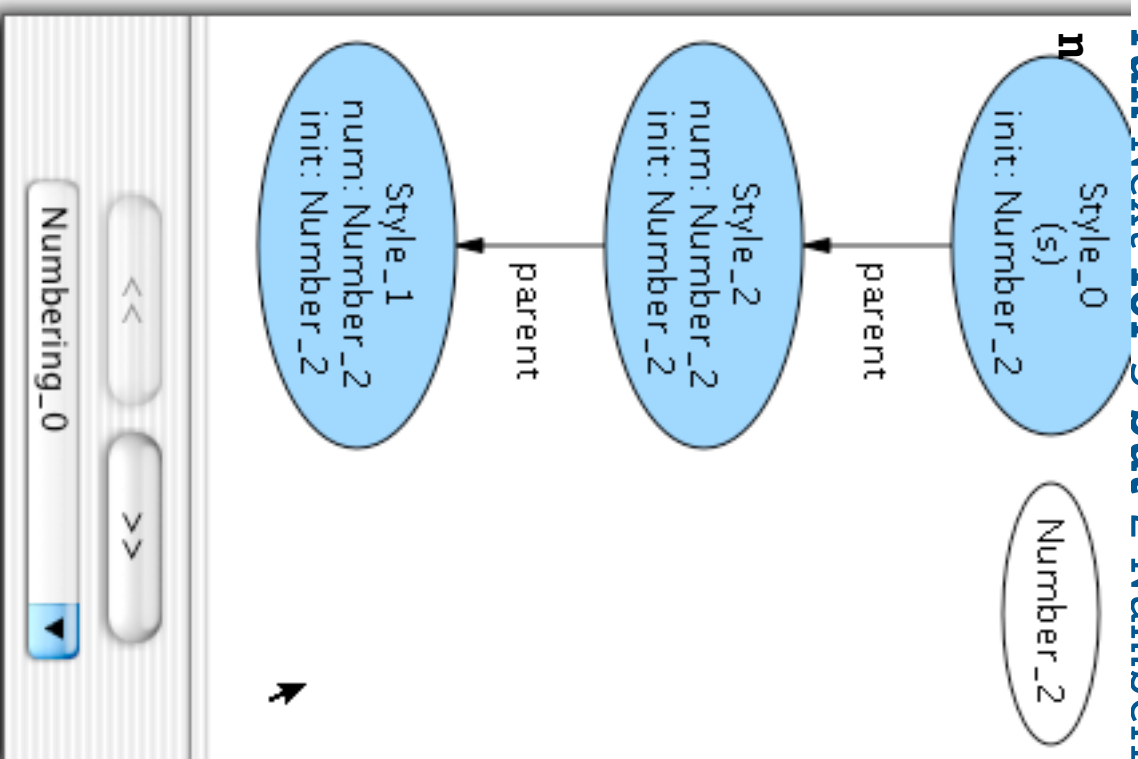 n
Style_0
(s)
init: Number_2
Number_2
parent
Style_2
num: Number_2
init: Number_2
parent
Style_1
num: Number_2
init: Number_2
<<
>>
Numbering_0